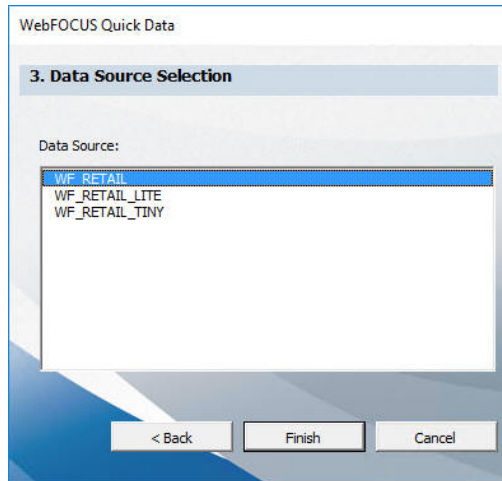 WebFOCUS Quick Data
3. Data Source Selection
Data Source:
WF_RETAIL
WF_RETAIL_LITE
WF_RETAIL_TINY
< Back Finish Cancel